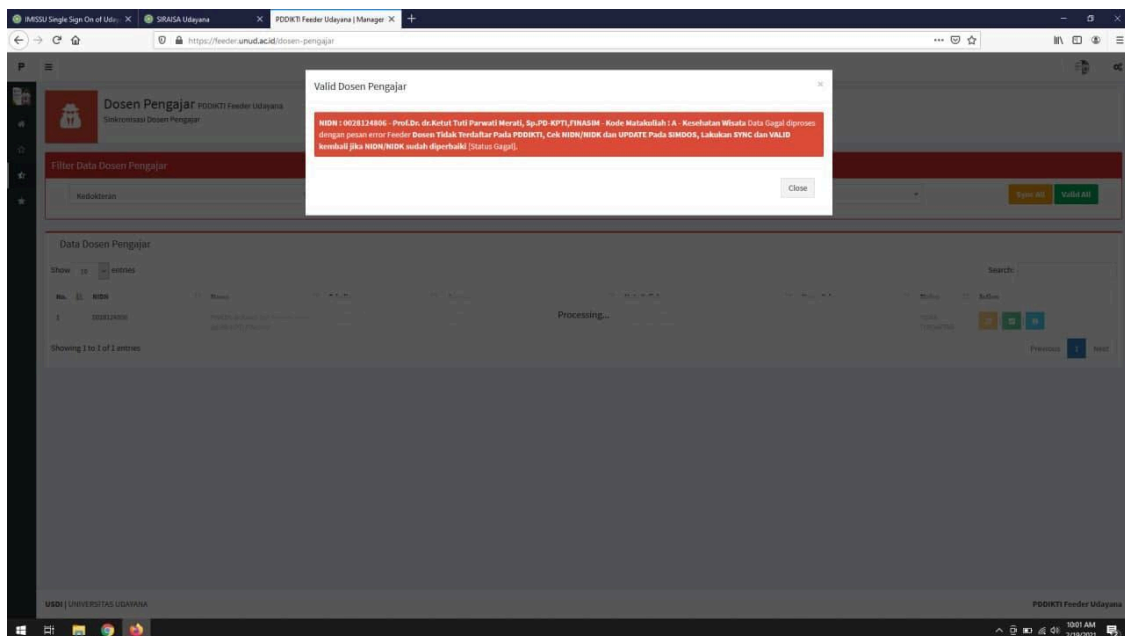 IMISSU Single Sign On of Uday
SIRAISA Udayana
PDDIKTI Feeder Udayana | Manager
https://feeder.unud.ac.id/dosen-pengajar
P
Valid Dosen Pengajar
Dosen Pengajar PDDIKTI Feeder Udayana
Sinkronisasi Dosen Pengajar
NIDN : 0028124806 - Prof.Dr. dr.Ketut Tuti Parwati Merati, Sp.PD-KPTI,FINASIM - Kode Matakuliah : A - Kesehatan Wisata Data Gagal diproses
dengan pesan error Feeder Dosen Tidak Terdaftar Pada PDDIKTI, Cek NIDN/NIDK dan UPDATE Pada SIMDOS, Lakukan SYNC dan VALID
kembali jika NIDN/NIDK sudah diperbaiki [Status Gagal].
Filter Data Dosen Pengajar
Close
Kedokteran
Sync All
Valid All
Data Dosen Pengajar
Show 10 entries
Search:
No. NIDN Nama Status Action
1 0028124806
Processing...
Showing 1 to 1 of 1 entries
Previous 1 Next
USDI | UNIVERSITAS UDAYANA
PDDIKTI Feeder Udayana
10:01 AM
3/19/2021